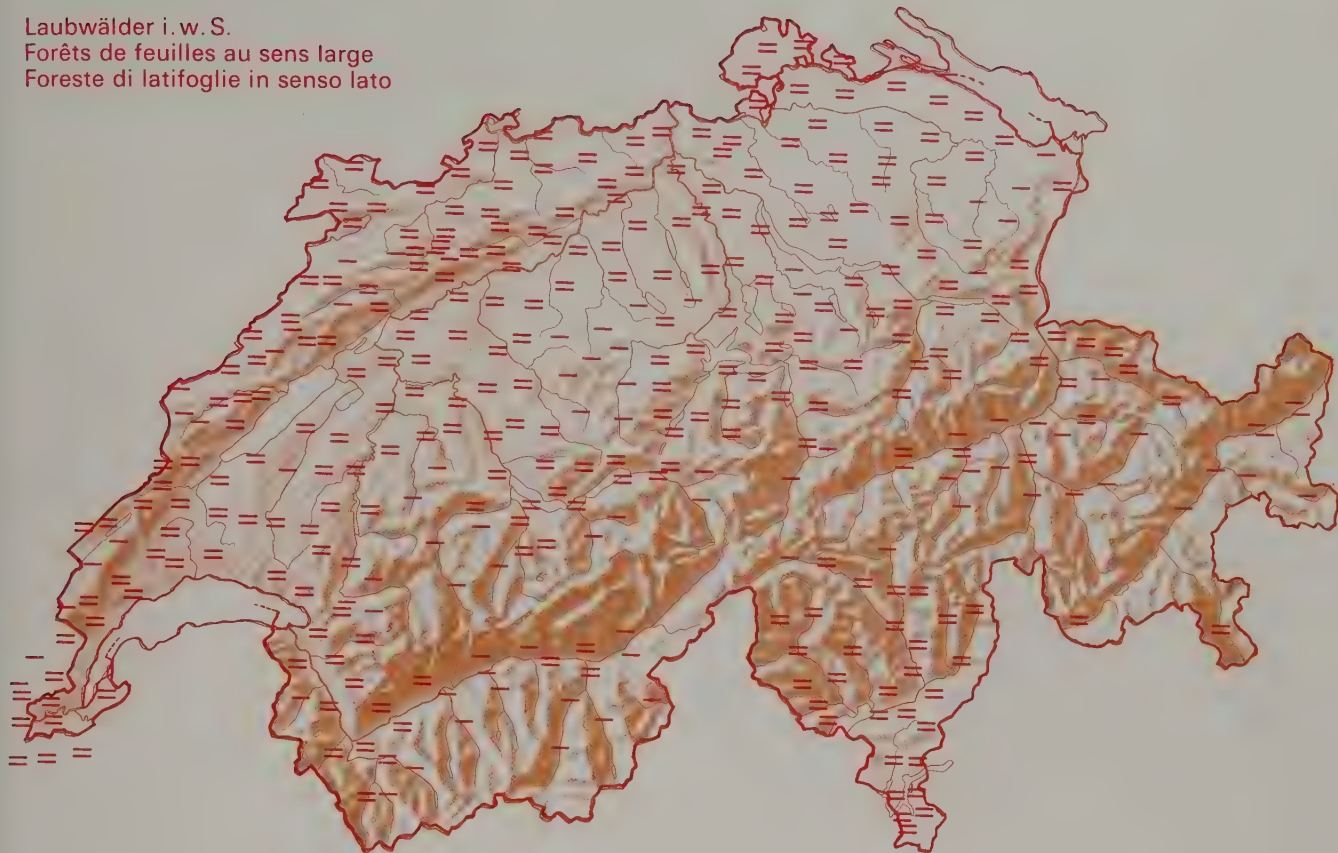 Laubwälder i.w.S.
Forêts de feuilles au sens large
Foreste di latifoglie in senso lato